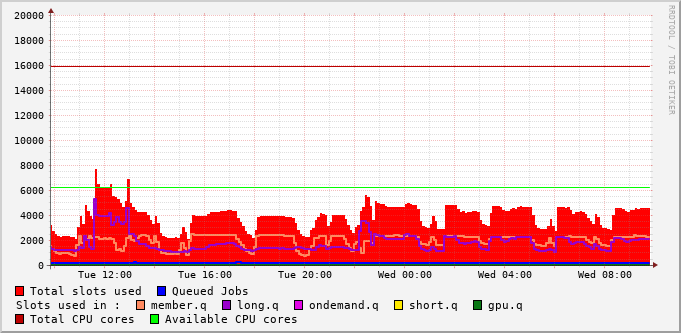 20000
18000
16000
14000
12000
10000
8000
6000
4000
2000
0
Tue 12:00 Tue 16:00 Tue 20:00 Wed 00:00 Wed 04:00 Wed 08:00
RRDTOOL / TOBI OETIKER
Total slots used Queued Jobs
Slots used in : member.q long.q ondemand.q short.q gpu.q
Total CPU cores Available CPU cores